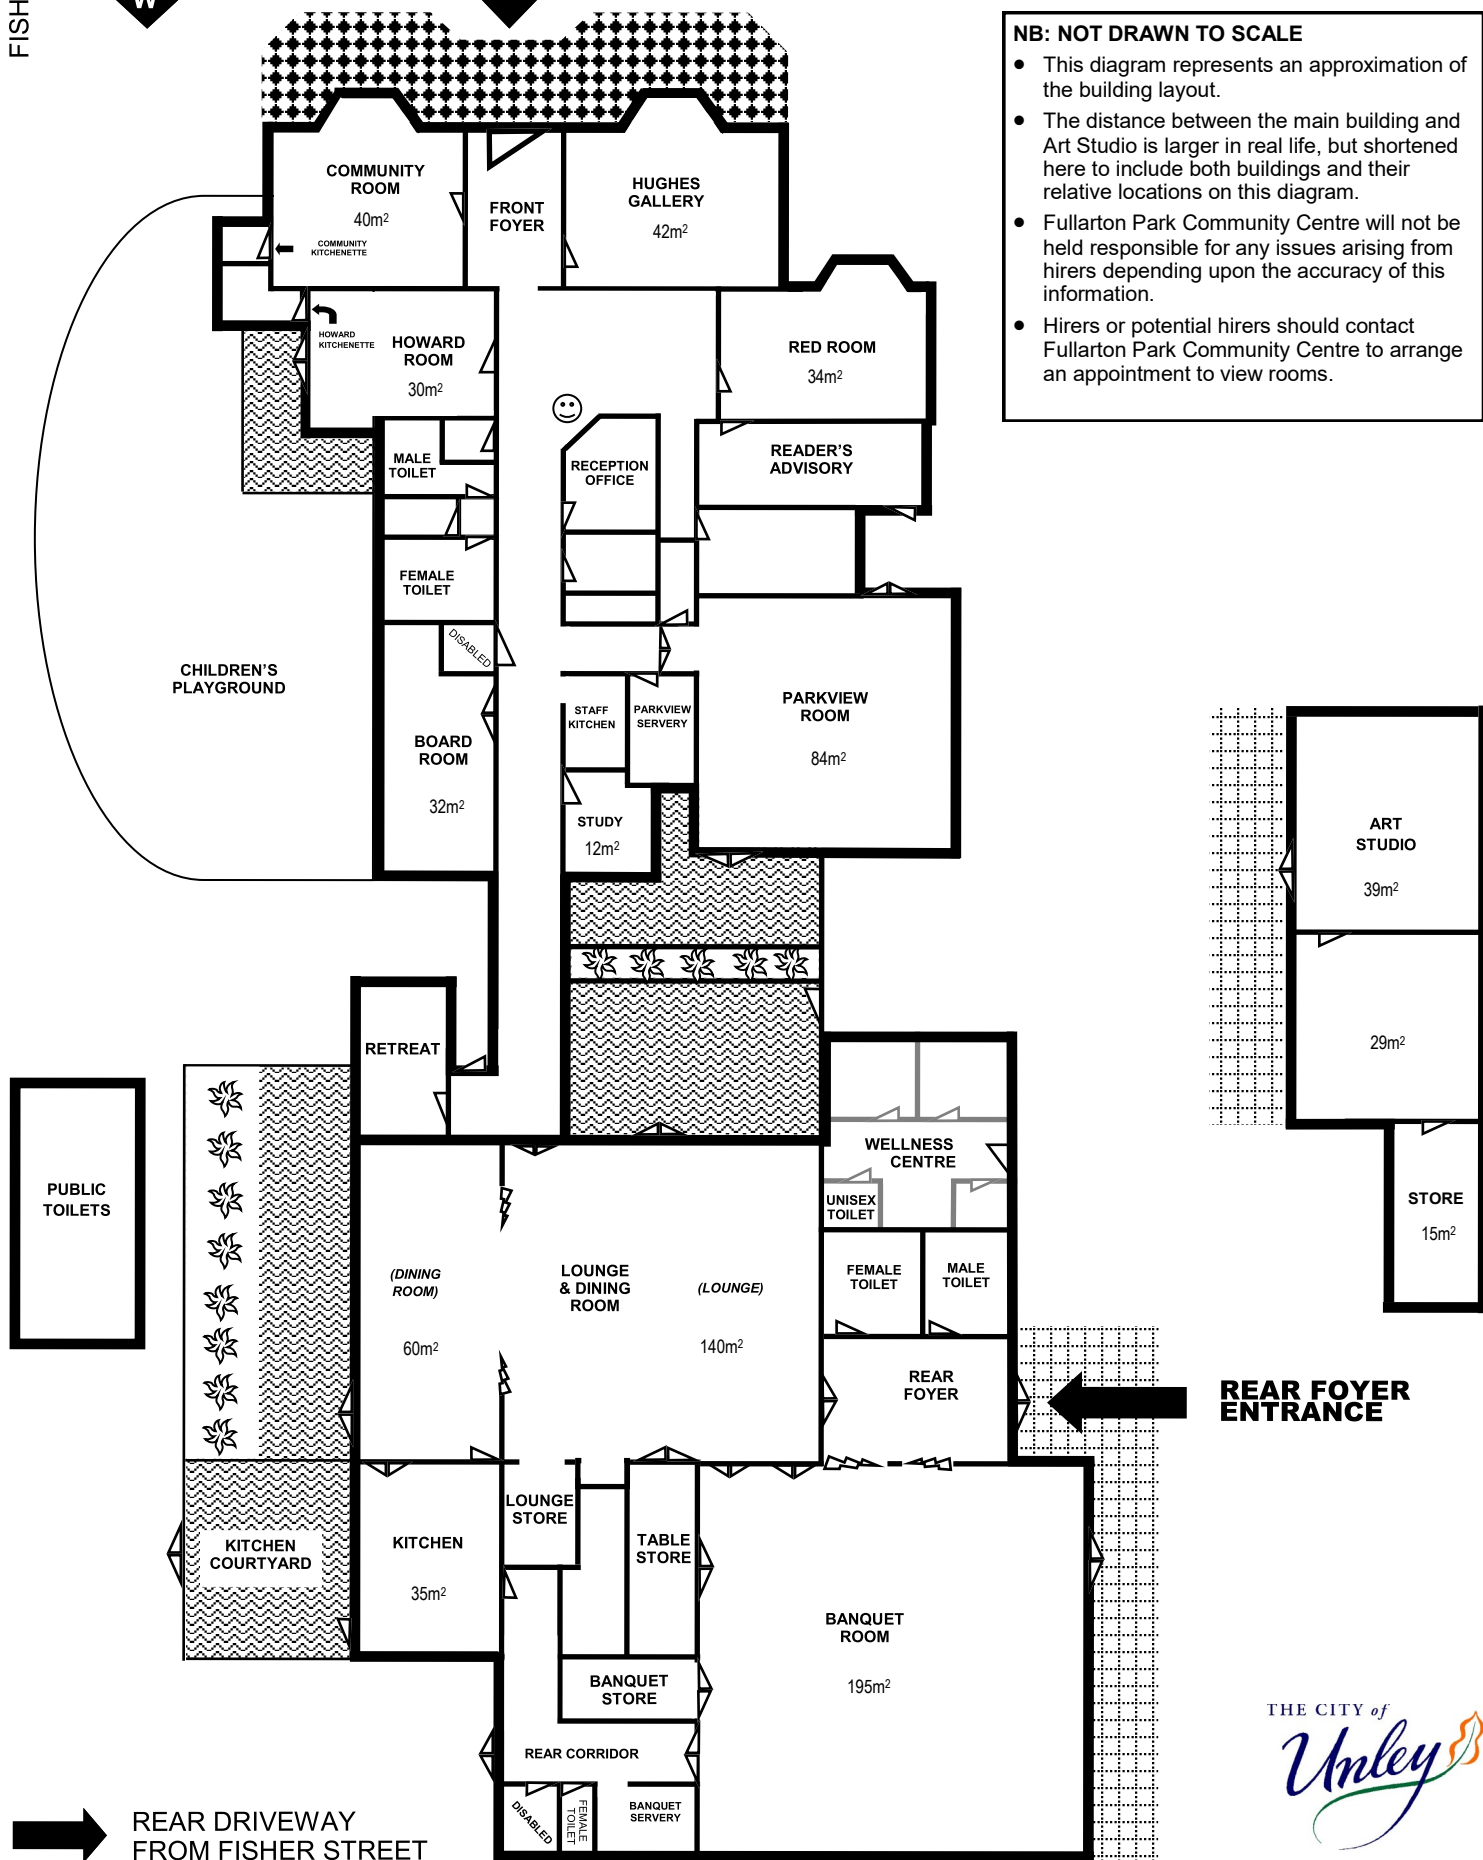 FISH
W
NB: NOT DRAWN TO SCALE
• This diagram represents an approximation of
the building layout.
• The distance between the main building and
Art Studio is larger in real life, but shortened
here to include both buildings and their
relative locations on this diagram.
• Fullarton Park Community Centre will not be
held responsible for any issues arising from
hirers depending upon the accuracy of this
information.
• Hirers or potential hirers should contact
Fullarton Park Community Centre to arrange
an appointment to view rooms.
COMMUNITY
ROOM
40m²
COMMUNITY
KITCHENETTE
FRONT
FOYER
HUGHES
GALLERY
42m²
HOWARD
KITCHENETTE
HOWARD
ROOM
30m²
RED ROOM
34m²
MALE
TOILET
RECEPTION
OFFICE
READER'S
ADVISORY
FEMALE
TOILET
DISABLED
CHILDREN'S
PLAYGROUND
BOARD
ROOM
32m²
STAFF
KITCHEN
PARKVIEW
SERVERY
PARKVIEW
ROOM
84m²
STUDY
12m²
ART
STUDIO
39m²
29m²
STORE
15m²
RETREAT
PUBLIC
TOILETS
WELLNESS
CENTRE
UNISEX
TOILET
FEMALE
TOILET
MALE
TOILET
(DINING
ROOM)
60m²
LOUNGE
& DINING
ROOM
(LOUNGE)
140m²
REAR
FOYER
REAR FOYER
ENTRANCE
KITCHEN
COURTYARD
KITCHEN
35m²
LOUNGE
STORE
TABLE
STORE
BANQUET
ROOM
195m²
BANQUET
STORE
REAR CORRIDOR
DISABLED
FEMALE
TOILET
BANQUET
SERVERY
THE CITY of
Unley
REAR DRIVEWAY
FROM FISHER STREET